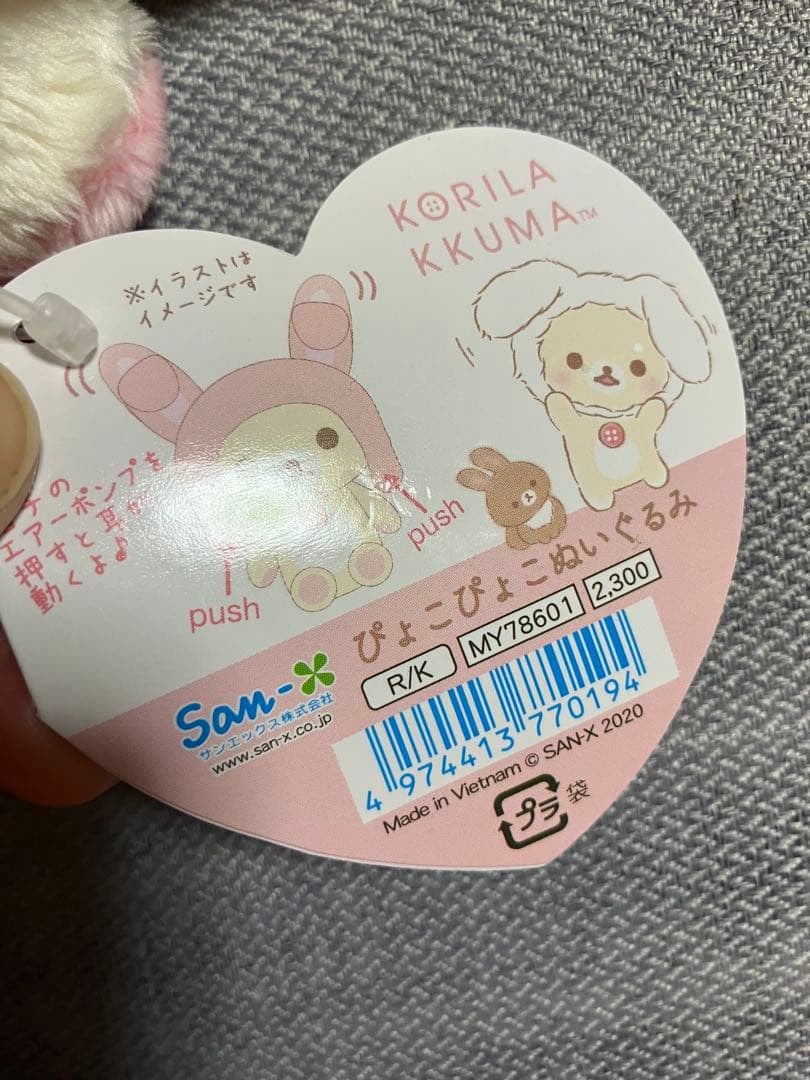 KORILA
KKUMA™
※イラストは
イメージです
の
エアーポンプを
押すと耳が
動くよ♪
push
push
ぴょこぴょこぬいぐるみ
R/K
MY78601
2,300
San-X
サンエックス株式会社
www.san-x.co.jp
4 974413 770194
Made in Vietnam © SAN-X 2020
プラ
袋